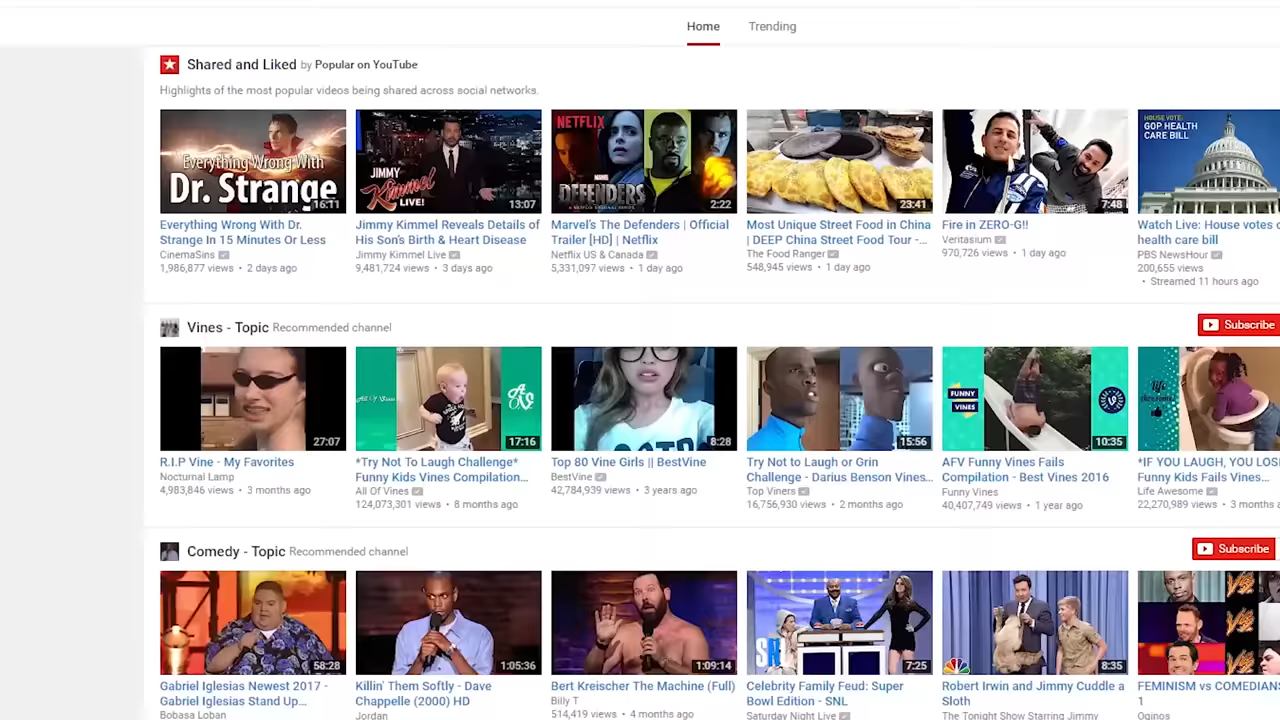 Home Trending
Shared and Liked by Popular on YouTube
Highlights of the most popular videos being shared across social networks.
Everything Wrong With
Dr. Strange
16:11
JIMMY
Kimmel
LIVE!
13:07
NETFLIX
MARVEL
DEFENDERS
2:22
23:41
7:48
HOUSE VOTE:
GOP HEALTH
CARE BILL
Everything Wrong With Dr.
Strange In 15 Minutes Or Less
CinemaSins
1,986,877 views • 2 days ago
Jimmy Kimmel Reveals Details of
His Son's Birth & Heart Disease
Jimmy Kimmel Live
9,481,724 views • 3 days ago
Marvel's The Defenders | Official
Trailer [HD] | Netflix
Netflix US & Canada
5,331,097 views • 1 day ago
Most Unique Street Food in China
| DEEP China Street Food Tour -...
The Food Ranger
548,945 views • 1 day ago
Fire in ZERO-G!!
Veritasium
970,726 views • 1 day ago
Watch Live: House votes
health care bill
PBS NewsHour
200,655 views
• Streamed 11 hours ago
Vines - Topic Recommended channel
Subscribe
27:07
17:16
8:28
15:56
FUNNY
VINES
10:35
Life
Awesome
R.I.P Vine - My Favorites
Nocturnal Lamp
4,983,846 views • 3 months ago
*Try Not To Laugh Challenge*
Funny Kids Vines Compilation...
All Of Vines
124,073,301 views • 8 months ago
Top 80 Vine Girls || BestVine
BestVine
42,784,939 views • 3 years ago
Try Not to Laugh or Grin
Challenge - Darius Benson Vines...
Top Viners
16,756,930 views • 2 months ago
AFV Funny Vines Fails
Compilation - Best Vines 2016
Funny Vines
40,407,749 views • 1 year ago
*IF YOU LAUGH, YOU
Funny Kids Fails Vines...
Life Awesome
22,270,989 views • 3 months
Comedy - Topic Recommended channel
Subscribe
58:28
1:05:36
1:09:14
7:25
8:35
VS
VS
VS
Gabriel Iglesias Newest 2017 -
Gabriel Iglesias Stand Up...
Bobasa Loban
Killin' Them Softly - Dave
Chappelle (2000) HD
Jordan
Bert Kreischer The Machine (Full)
Billy T
514,419 views • 4 months ago
Celebrity Family Feud: Super
Bowl Edition - SNL
Saturday Night Live
Robert Irwin and Jimmy Cuddle a
Sloth
The Tonight Show Starring Jimmy
FEMINISM vs COMEDIANS
1
Oginos